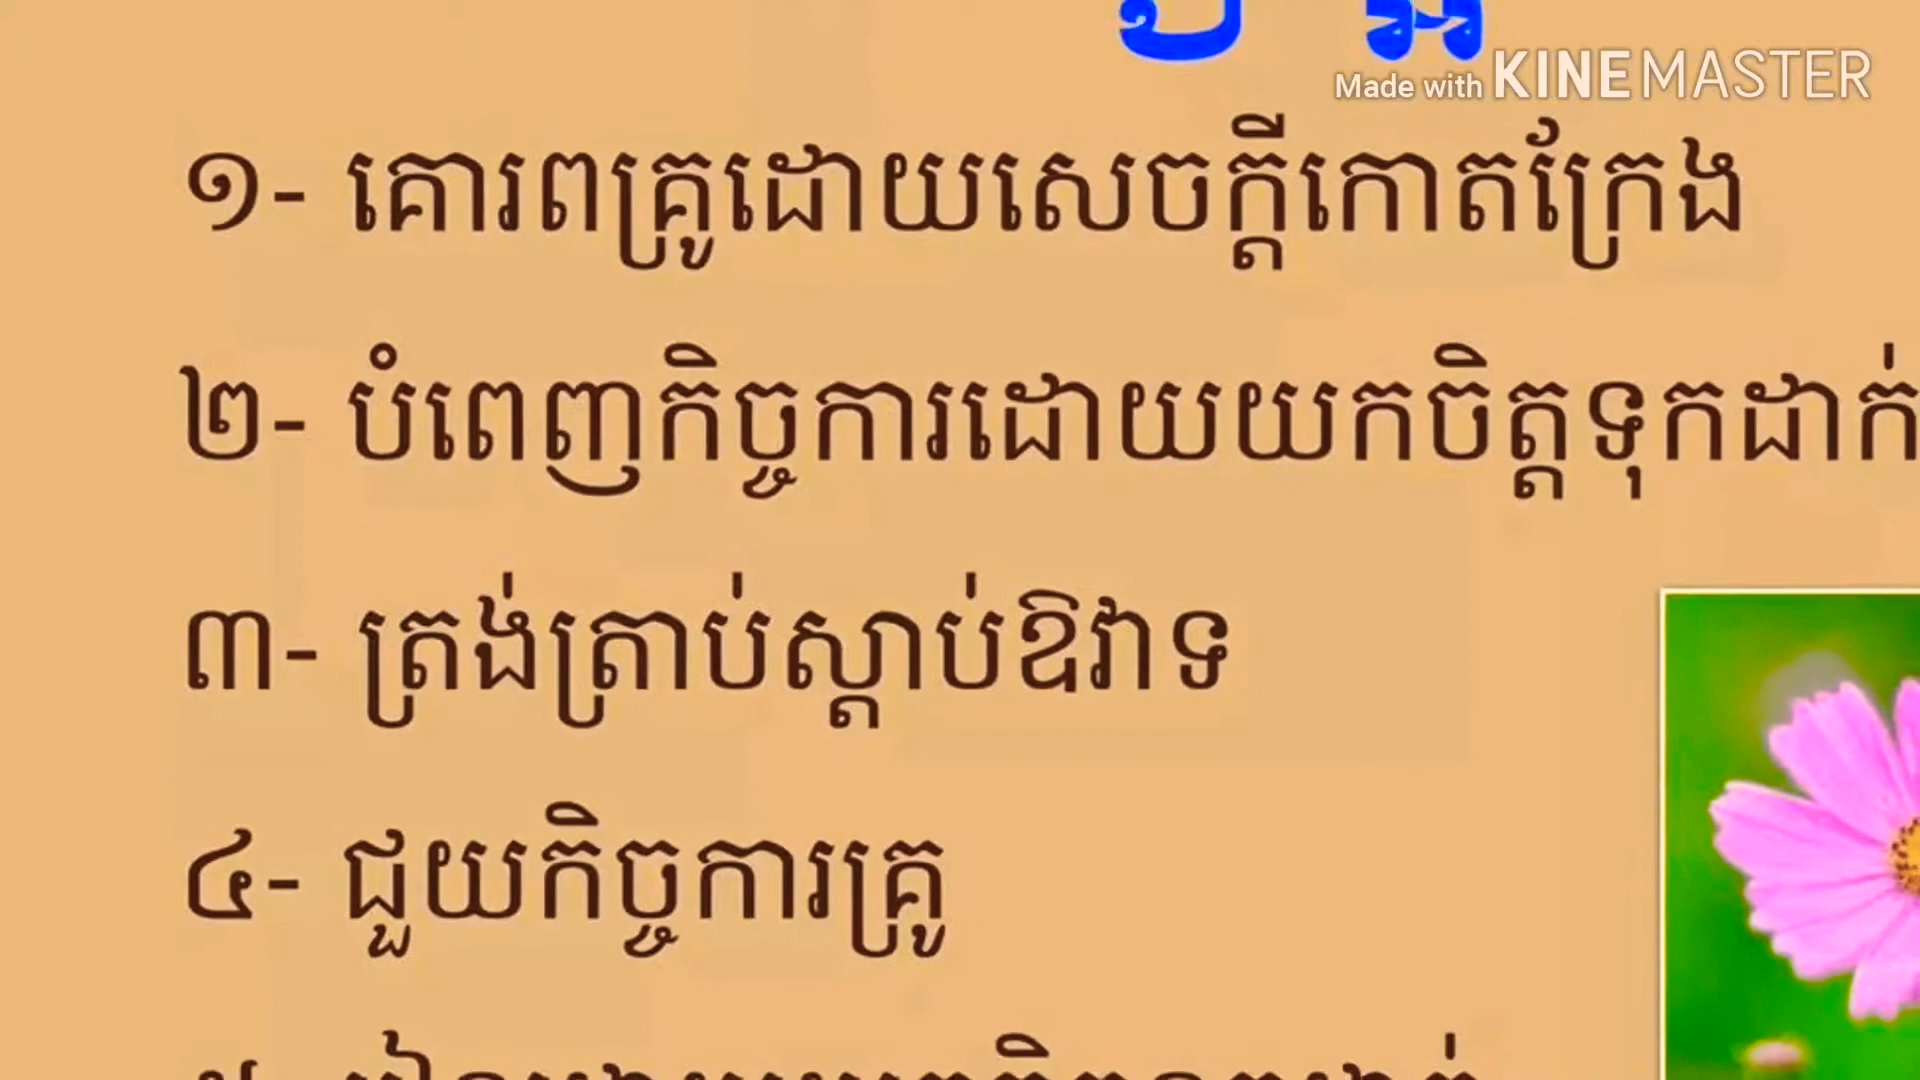 Made with KINEMASTER
១- គោរពគ្រូដោយសេចក្ដីកោតក្រែង
២- បំពេញកិច្ចការដោយយកចិត្តទុកដាក់
៣- ត្រង់ត្រាប់ស្ដាប់ឱវាទ
៤- ជួយកិច្ចការគ្រូ